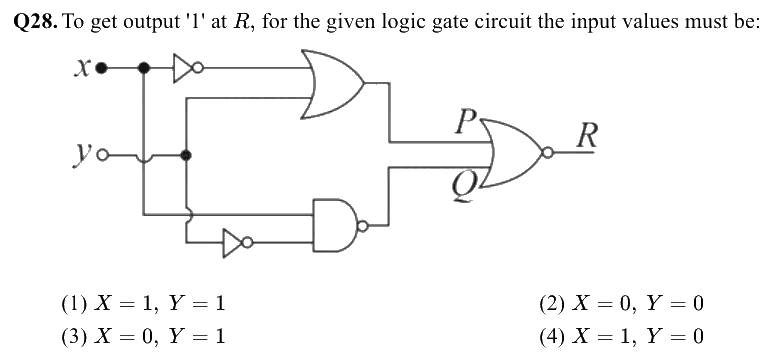 Q28. To get output '1' at R, for the given logic gate circuit the input values must be:
X
P
R
y
Q
(1) X = 1, Y = 1
(2) X = 0, Y = 0
(3) X = 0, Y = 1
(4) X = 1, Y = 0